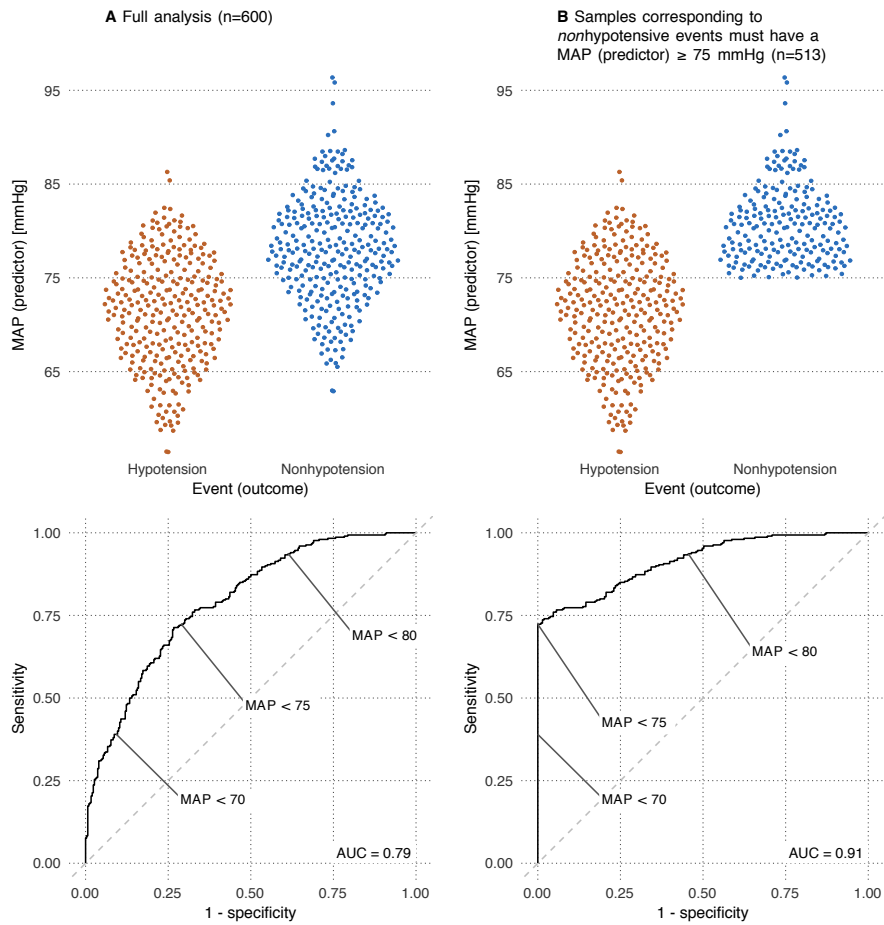 A Full analysis (n=600)
95
85
75
65
MAP (predictor) [mmHg]
Hypotension
Nonhypotension
Event (outcome)
B Samples corresponding to
nonhypotensive events must have a
MAP (predictor) ≥ 75 mmHg (n=513)
95
85
75
65
MAP (predictor) [mmHg]
Hypotension
Nonhypotension
Event (outcome)
1.00
0.75
0.50
0.25
0.00
Sensitivity
MAP < 80
MAP < 75
MAP < 70
AUC = 0.79
0.00
0.25
0.50
0.75
1.00
1 - specificity
1.00
0.75
0.50
0.25
0.00
Sensitivity
MAP < 80
MAP < 75
MAP < 70
AUC = 0.91
0.00
0.25
0.50
0.75
1.00
1 - specificity